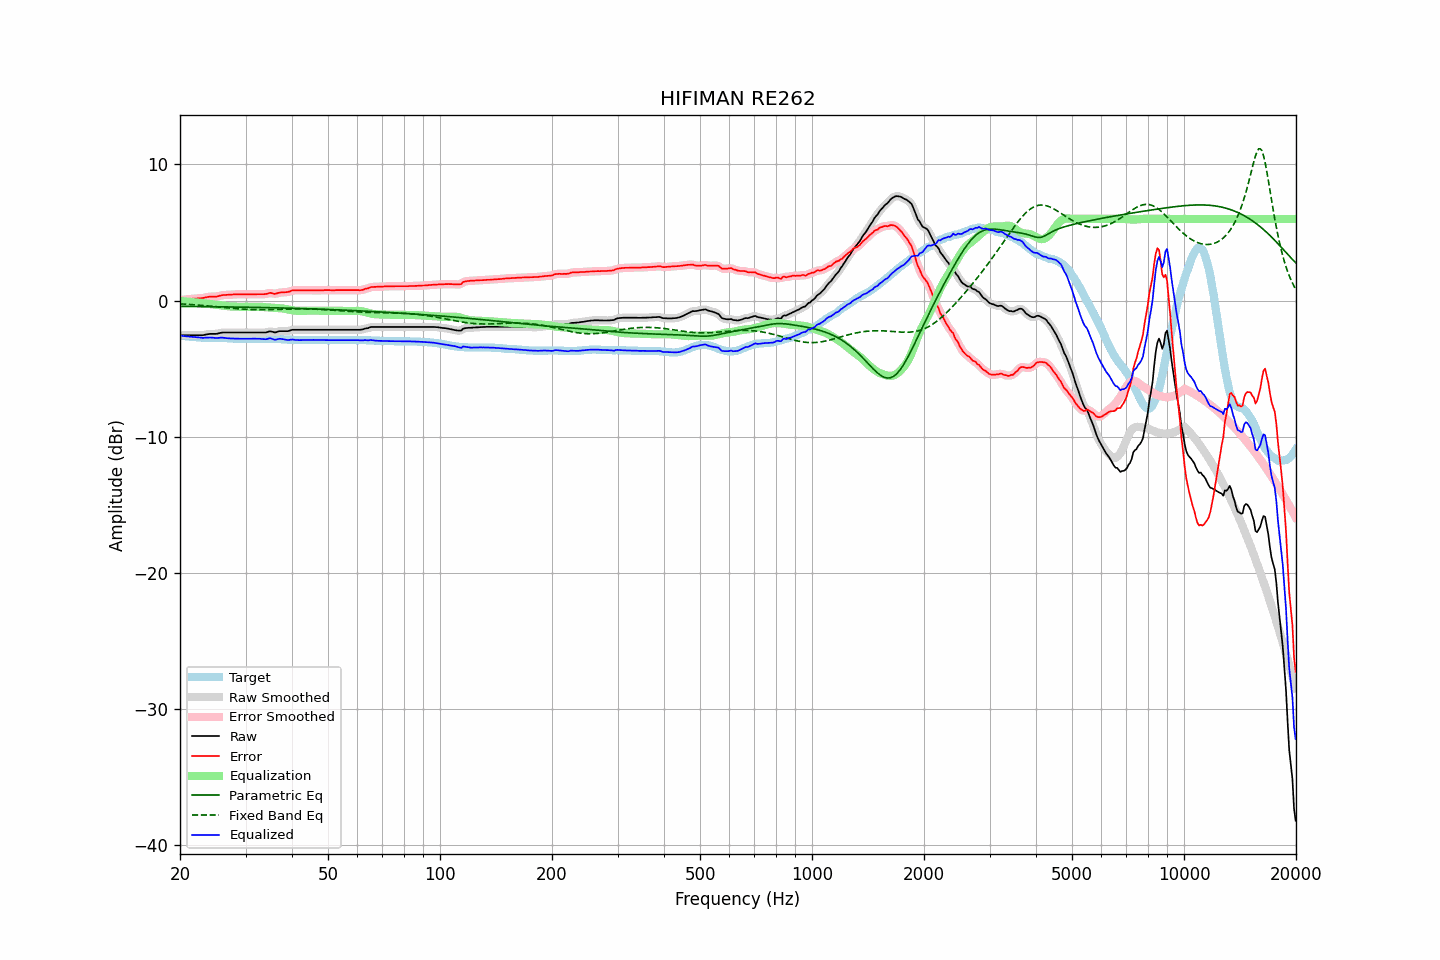 HIFIMAN RE262
10
0
−10
−20
−30
−40
Amplitude (dBr)
Target
Raw Smoothed
Error Smoothed
Raw
Error
Equalization
Parametric Eq
Fixed Band Eq
Equalized
20 50 100 200 500 1000 2000 5000 10000 20000
Frequency (Hz)